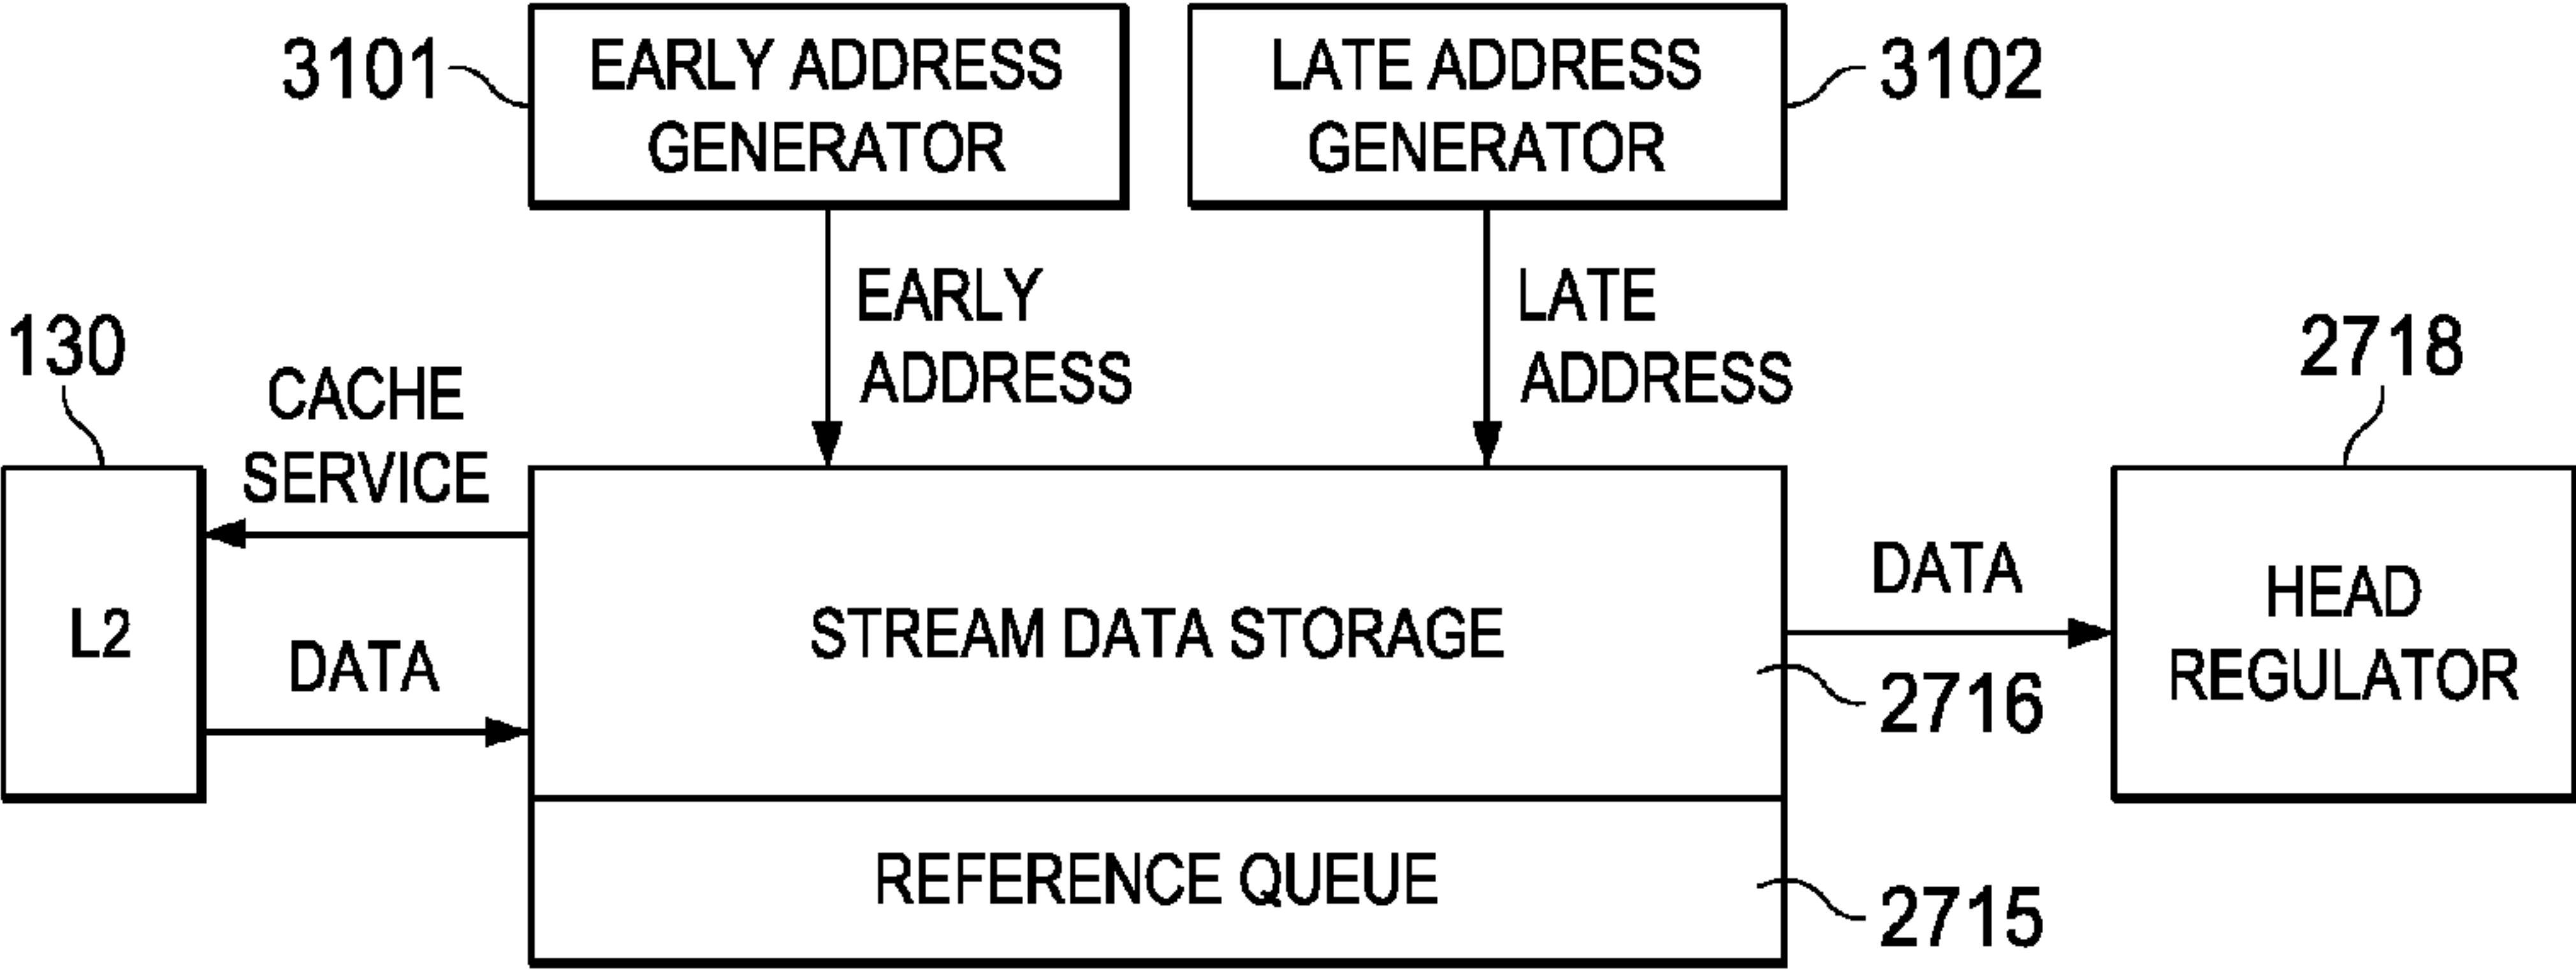 3101
EARLY ADDRESS
GENERATOR
LATE ADDRESS
GENERATOR
3102
EARLY
ADDRESS
LATE
ADDRESS
130
CACHE
SERVICE
2718
L2
DATA
STREAM DATA STORAGE
DATA
2716
HEAD
REGULATOR
REFERENCE QUEUE
2715